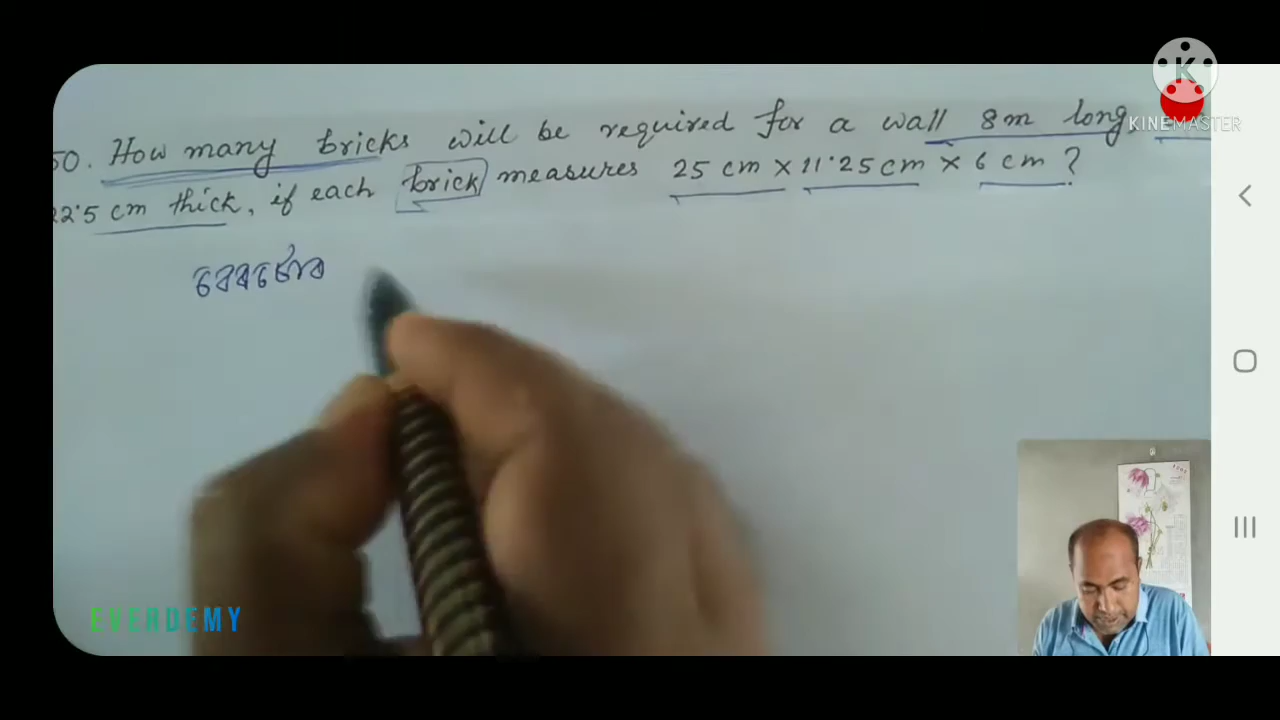 50. How many bricks will be required for a wall 8m long,
22.5 cm thick, if each brick measures 25 cm × 11.25 cm × 6 cm ?
KINEMASTER
EVERDEMY